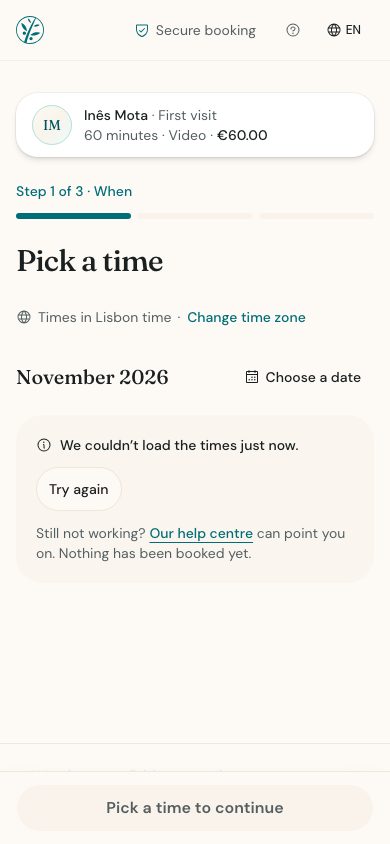 Secure booking
EN
IM
Inês Mota · First visit
60 minutes · Video · €60.00
Step 1 of 3 · When
Pick a time
Times in Lisbon time · Change time zone
November 2026
Choose a date
We couldn’t load the times just now.
Try again
Still not working? Our help centre can point you
on. Nothing has been booked yet.
Pick a time to continue